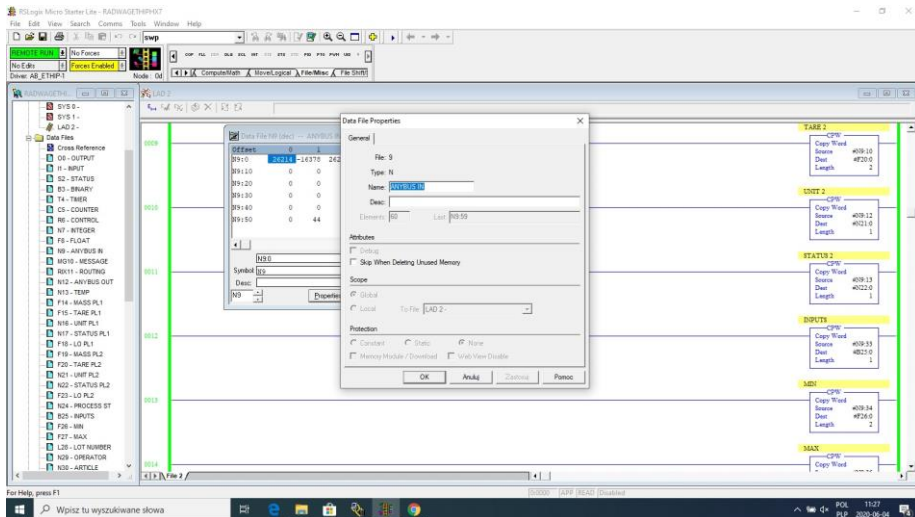 RSLogix Micro Starter Lite - RADWAGETHIPHX7
File Edit View Search Comms Tools Window Help
swp
REMOTE RUN No Forces
No Edits Forces Enabled
Driver: AB_ETHIP-1 Node : 0d
Compute/Math Move/Logical File/Misc File Shift/
RADWAGETHI... LAD 2
SYS 0 -
SYS 1 -
LAD 2 -
Data Files
Cross Reference
O0 - OUTPUT
I1 - INPUT
S2 - STATUS
B3 - BINARY
T4 - TIMER
C5 - COUNTER
R6 - CONTROL
N7 - INTEGER
F8 - FLOAT
N9 - ANYBUS IN
MG10 - MESSAGE
RIX11 - ROUTING
N12 - ANYBUS OUT
N13 - TEMP
F14 - MASS PL1
F15 - TARE PL1
N16 - UNIT PL1
N17 - STATUS PL1
F18 - LO PL1
F19 - MASS PL2
F20 - TARE PL2
N21 - UNIT PL2
N22 - STATUS PL2
F23 - LO PL2
N24 - PROCESS ST
B25 - INPUTS
F26 - MIN
F27 - MAX
L28 - LOT NUMBER
N29 - OPERATOR
N30 - ARTICLE
0009
0010
0011
0012
0013
0014
Data File N9 (dec) -- ANYBUS IN
Offset 0 1
N9:0 26214 -16378 262
N9:10 0 0
N9:20 0 0
N9:30 0 0
N9:40 0 0
N9:50 0 44
N9:0
Symbol: N9
Desc:
N9 Properties
Data File Properties
General
File: 9
Type: N
Name: ANYBUS IN
Desc:
Elements: 60 Last: N9:59
Attributes
Debug
Skip When Deleting Unused Memory
Scope
Global
Local To File: LAD 2 -
Protection
Constant Static None
Memory Module / Download Web View Disable
OK Anuluj Zastosuj Pomoc
TARE 2
CPW
Copy Word
Source #N9:10
Dest #F20:0
Length 2
UNIT 2
CPW
Copy Word
Source #N9:12
Dest #N21:0
Length 1
STATUS 2
CPW
Copy Word
Source #N9:13
Dest #N22:0
Length 1
INPUTS
CPW
Copy Word
Source #N9:33
Dest #B25:0
Length 1
MIN
CPW
Copy Word
Source #N9:34
Dest #F26:0
Length 2
MAX
CPW
Copy Word
File 2
For Help, press F1
APP READ Disabled
Wpisz tu wyszukiwane słowa
POL
PLP
11:27
2020-06-04